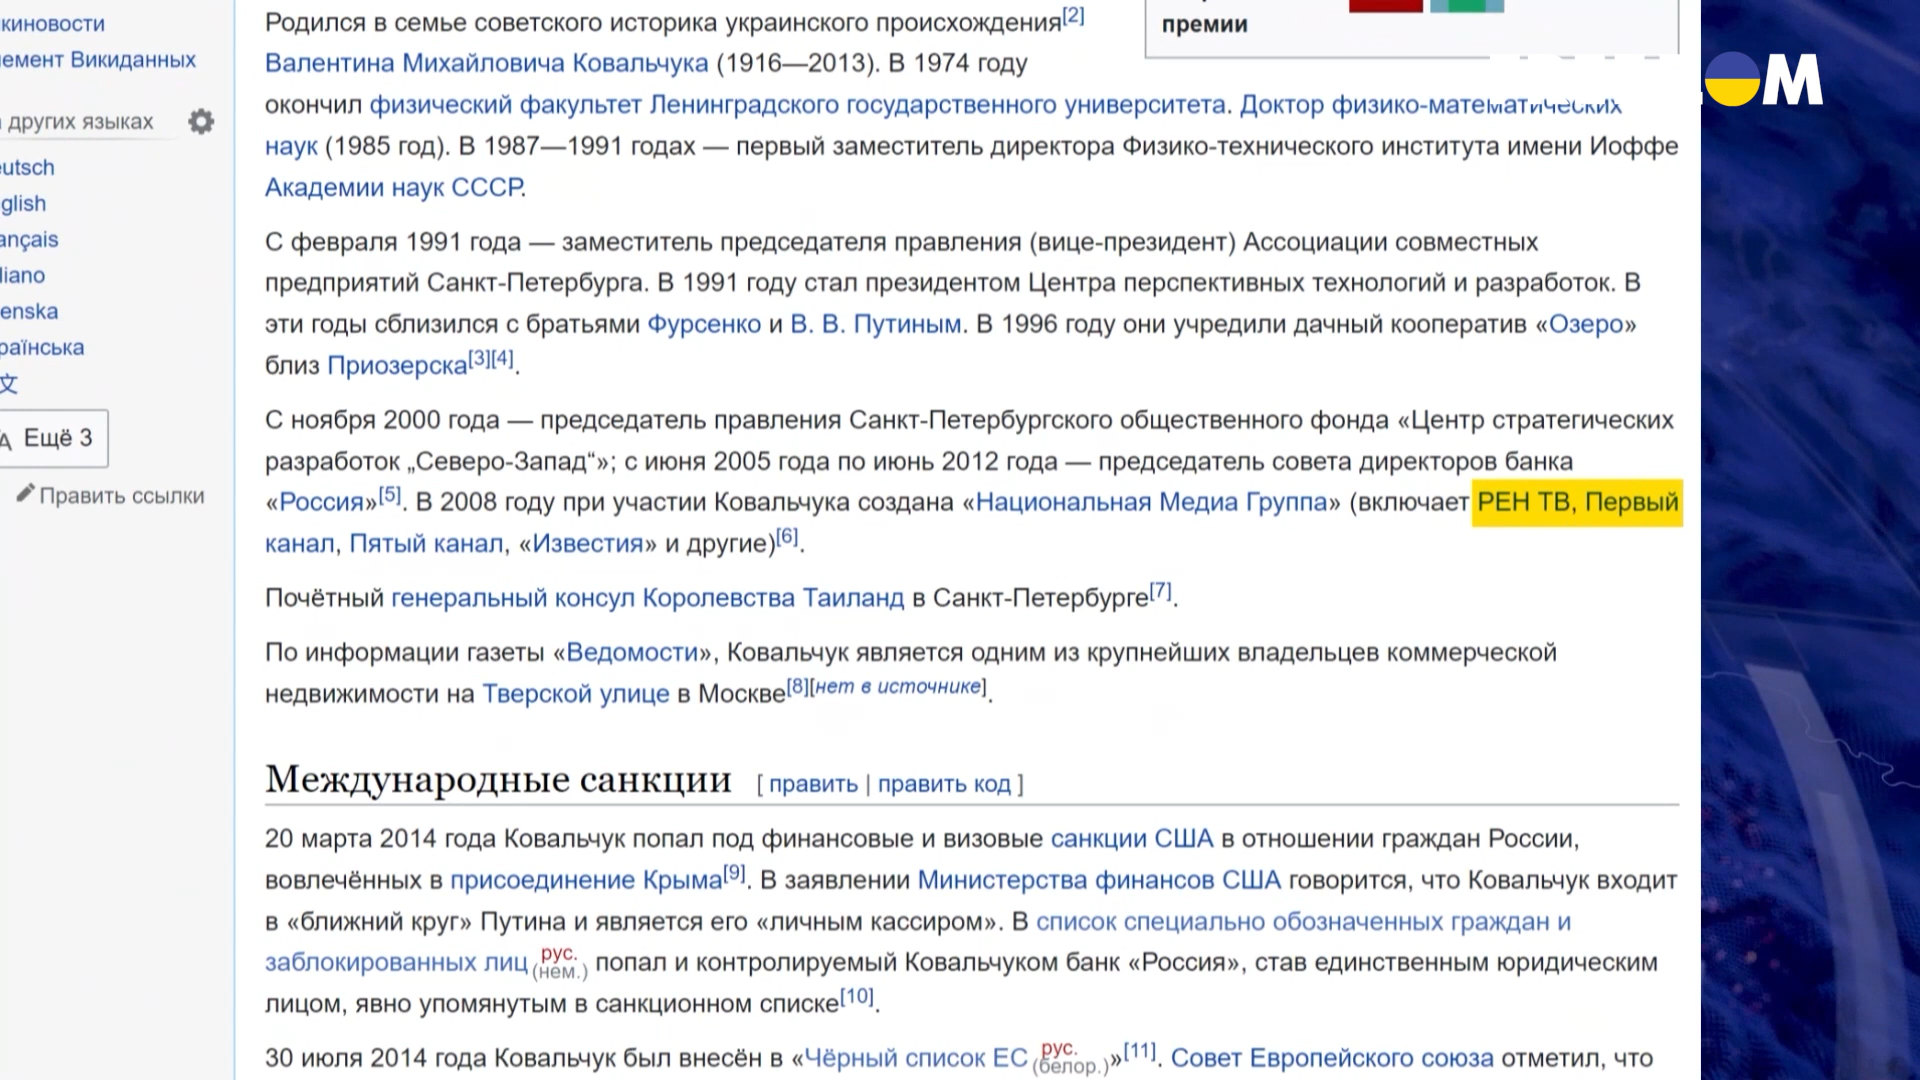 киновости
емент Викиданных
других языках
eutsch
glish
ançais
liano
enska
раїнська
文
Ещё 3
Править ссылки
премии
Родился в семье советского историка украинского происхождения[2]
Валентина Михайловича Ковальчука (1916—2013). В 1974 году
окончил физический факультет Ленинградского государственного университета. Доктор физико-математических
наук (1985 год). В 1987—1991 годах — первый заместитель директора Физико-технического института имени Иоффе
Академии наук СССР.
С февраля 1991 года — заместитель председателя правления (вице-президент) Ассоциации совместных
предприятий Санкт-Петербурга. В 1991 году стал президентом Центра перспективных технологий и разработок. В
эти годы сблизился с братьями Фурсенко и В. В. Путиным. В 1996 году они учредили дачный кооператив «Озеро»
близ Приозерска[3][4].
С ноября 2000 года — председатель правления Санкт-Петербургского общественного фонда «Центр стратегических
разработок „Северо-Запад“»; с июня 2005 года по июнь 2012 года — председатель совета директоров банка
«Россия»[5]. В 2008 году при участии Ковальчука создана «Национальная Медиа Группа» (включает РЕН ТВ, Первый
канал, Пятый канал, «Известия» и другие)[6].
Почётный генеральный консул Королевства Таиланд в Санкт-Петербурге[7].
По информации газеты «Ведомости», Ковальчук является одним из крупнейших владельцев коммерческой
недвижимости на Тверской улице в Москве[8][нет в источнике].
Международные санкции [ править | править код ]
20 марта 2014 года Ковальчук попал под финансовые и визовые санкции США в отношении граждан России,
вовлечённых в присоединение Крыма[9]. В заявлении Министерства финансов США говорится, что Ковальчук входит
в «ближний круг» Путина и является его «личным кассиром». В список специально обозначенных граждан и
заблокированных лиц рус. (нем.) попал и контролируемый Ковальчуком банк «Россия», став единственным юридическим
лицом, явно упомянутым в санкционном списке[10].
30 июля 2014 года Ковальчук был внесён в «Чёрный список ЕС рус. (белор.)»[11]. Совет Европейского союза отметил, что